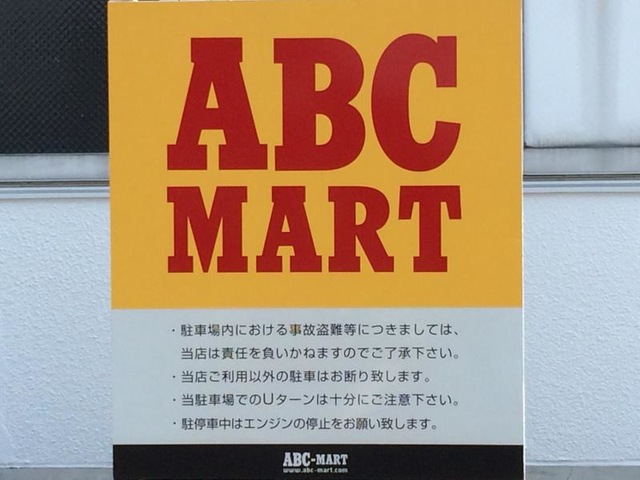 ABC
MART
・駐車場内における事故盗難等につきましては、
当店は責任を負いかねますのでご了承下さい。
・当店ご利用以外の駐車はお断り致します。
・当駐車場でのUターンは十分にご注意下さい。
・駐停車中はエンジンの停止をお願い致します。
ABC-MART
www.abc-mart.com